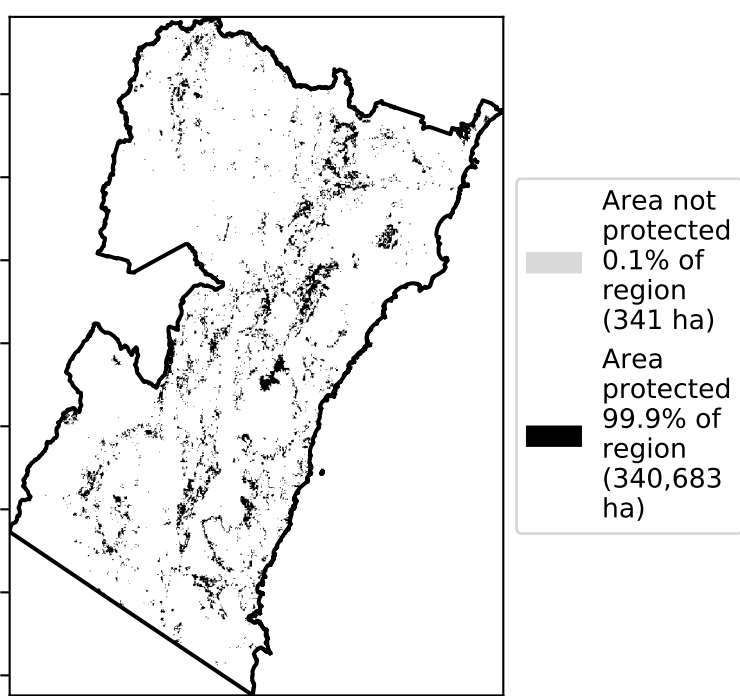 Area not
protected
0.1% of
region
(341 ha)
Area
protected
99.9% of
region
(340,683
ha)